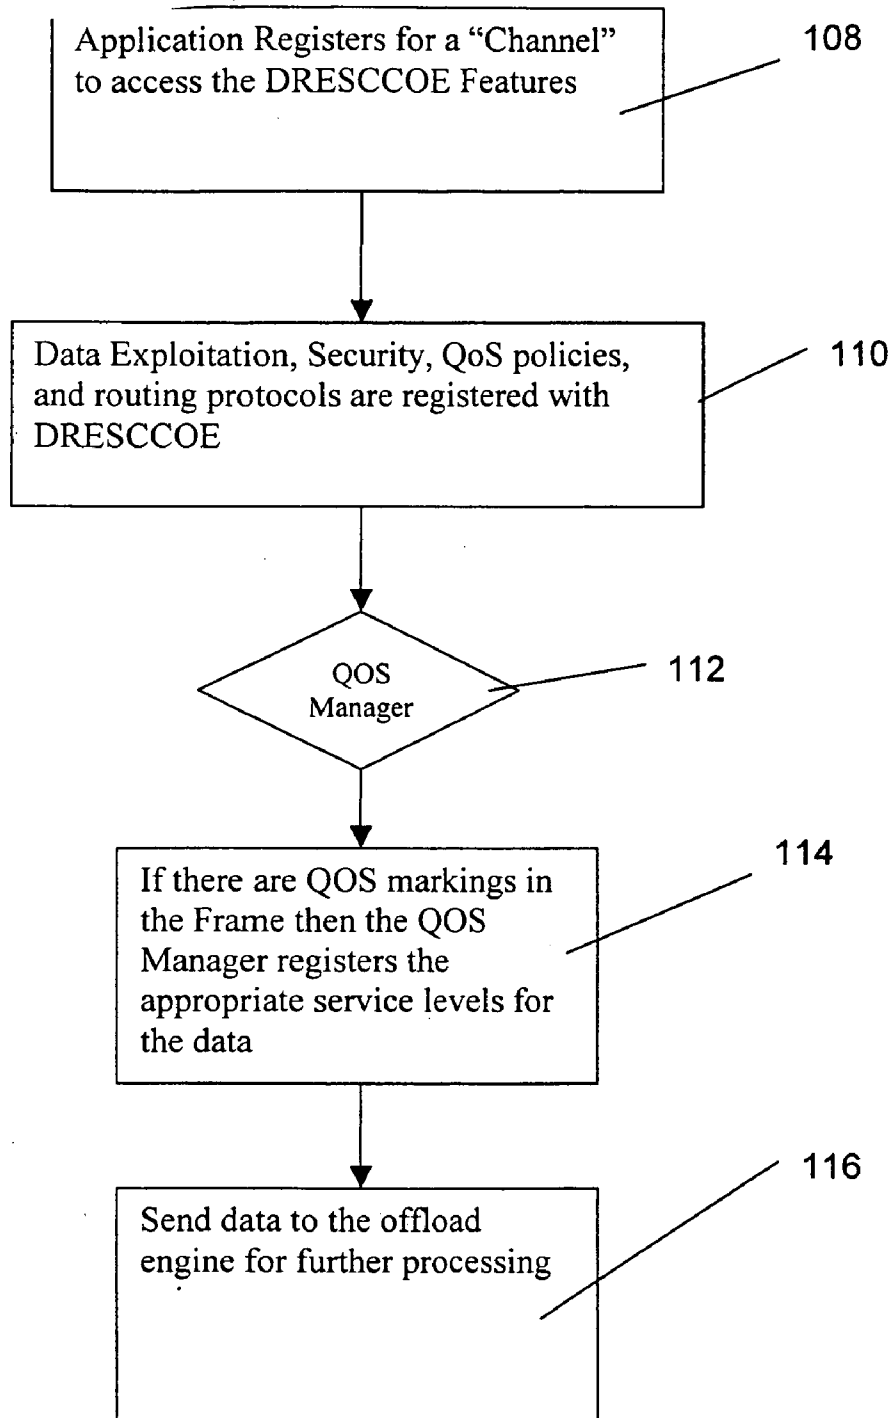 Application Registers for a “Channel”
to access the DRESCCOE Features
108
Data Exploitation, Security, QoS policies,
and routing protocols are registered with
DRESCCOE
110
QOS
Manager
112
If there are QOS markings in
the Frame then the QOS
Manager registers the
appropriate service levels for
the data
114
Send data to the offload
engine for further processing
116